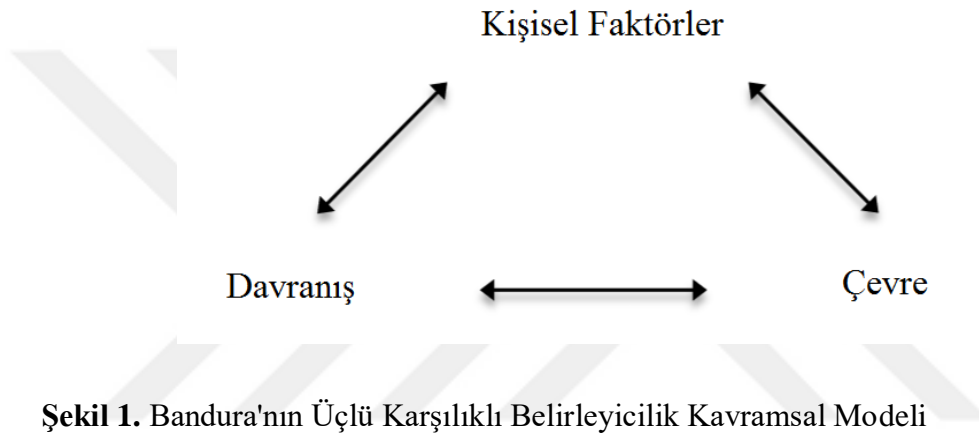 Kişisel Faktörler
Davranış
Çevre
Şekil 1. Bandura'nın Üçlü Karşılıklı Belirleyicilik Kavramsal Modeli